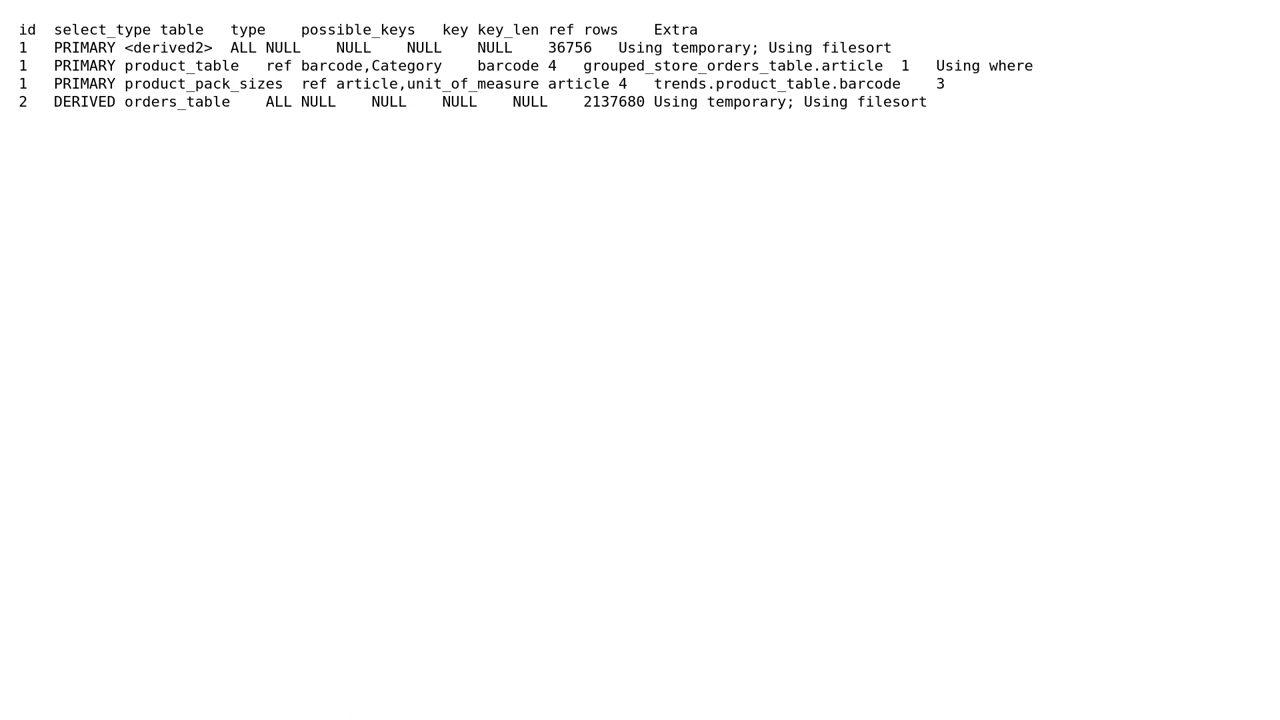 id	select_type	table	type	possible_keys	key	key_len	ref	rows	Extra
1	PRIMARY	<derived2>	ALL	NULL	NULL	NULL	NULL	36756	Using temporary; Using filesort
1	PRIMARY	product_table	ref	barcode,Category	barcode	4	grouped_store_orders_table.article	1	Using where
1	PRIMARY	product_pack_sizes	ref	article,unit_of_measure	article	4	trends.product_table.barcode	3
2	DERIVED	orders_table	ALL	NULL	NULL	NULL	NULL	2137680	Using temporary; Using filesort